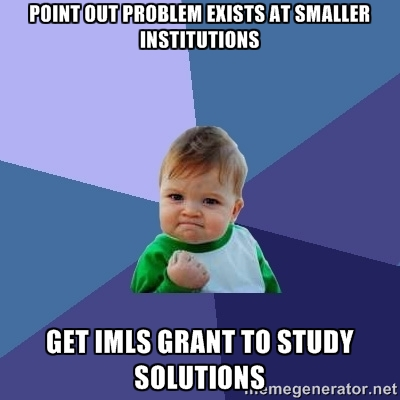 POINT OUT PROBLEM EXISTS AT SMALLER
INSTITUTIONS
GET IMLS GRANT TO STUDY
SOLUTIONS
memegenerator.net